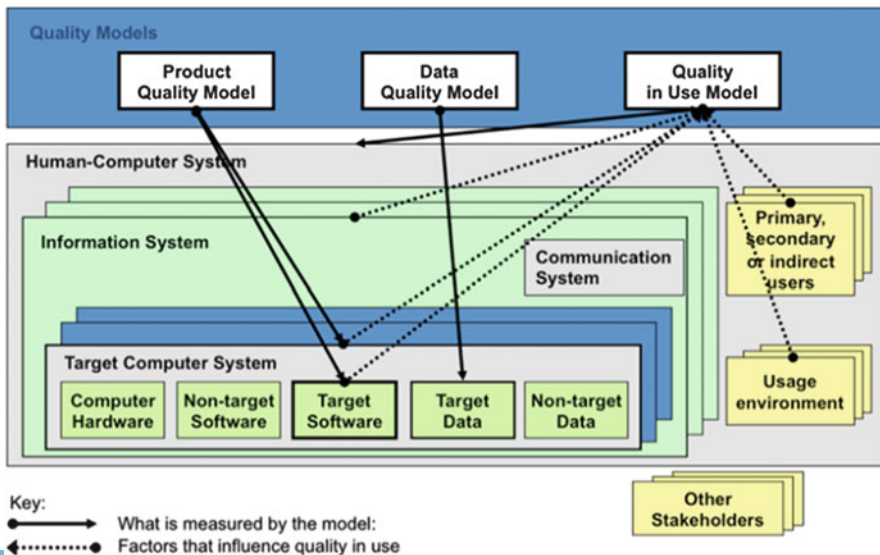 Quality Models
Product
Quality Model
Data
Quality Model
Quality
in Use Model
Human-Computer System
Information System
Communication
System
Primary,
secondary
or indirect
users
Target Computer System
Computer
Hardware
Non-target
Software
Target
Software
Target
Data
Non-target
Data
Usage
environment
Other
Stakeholders
Key:
What is measured by the model:
Factors that influence quality in use